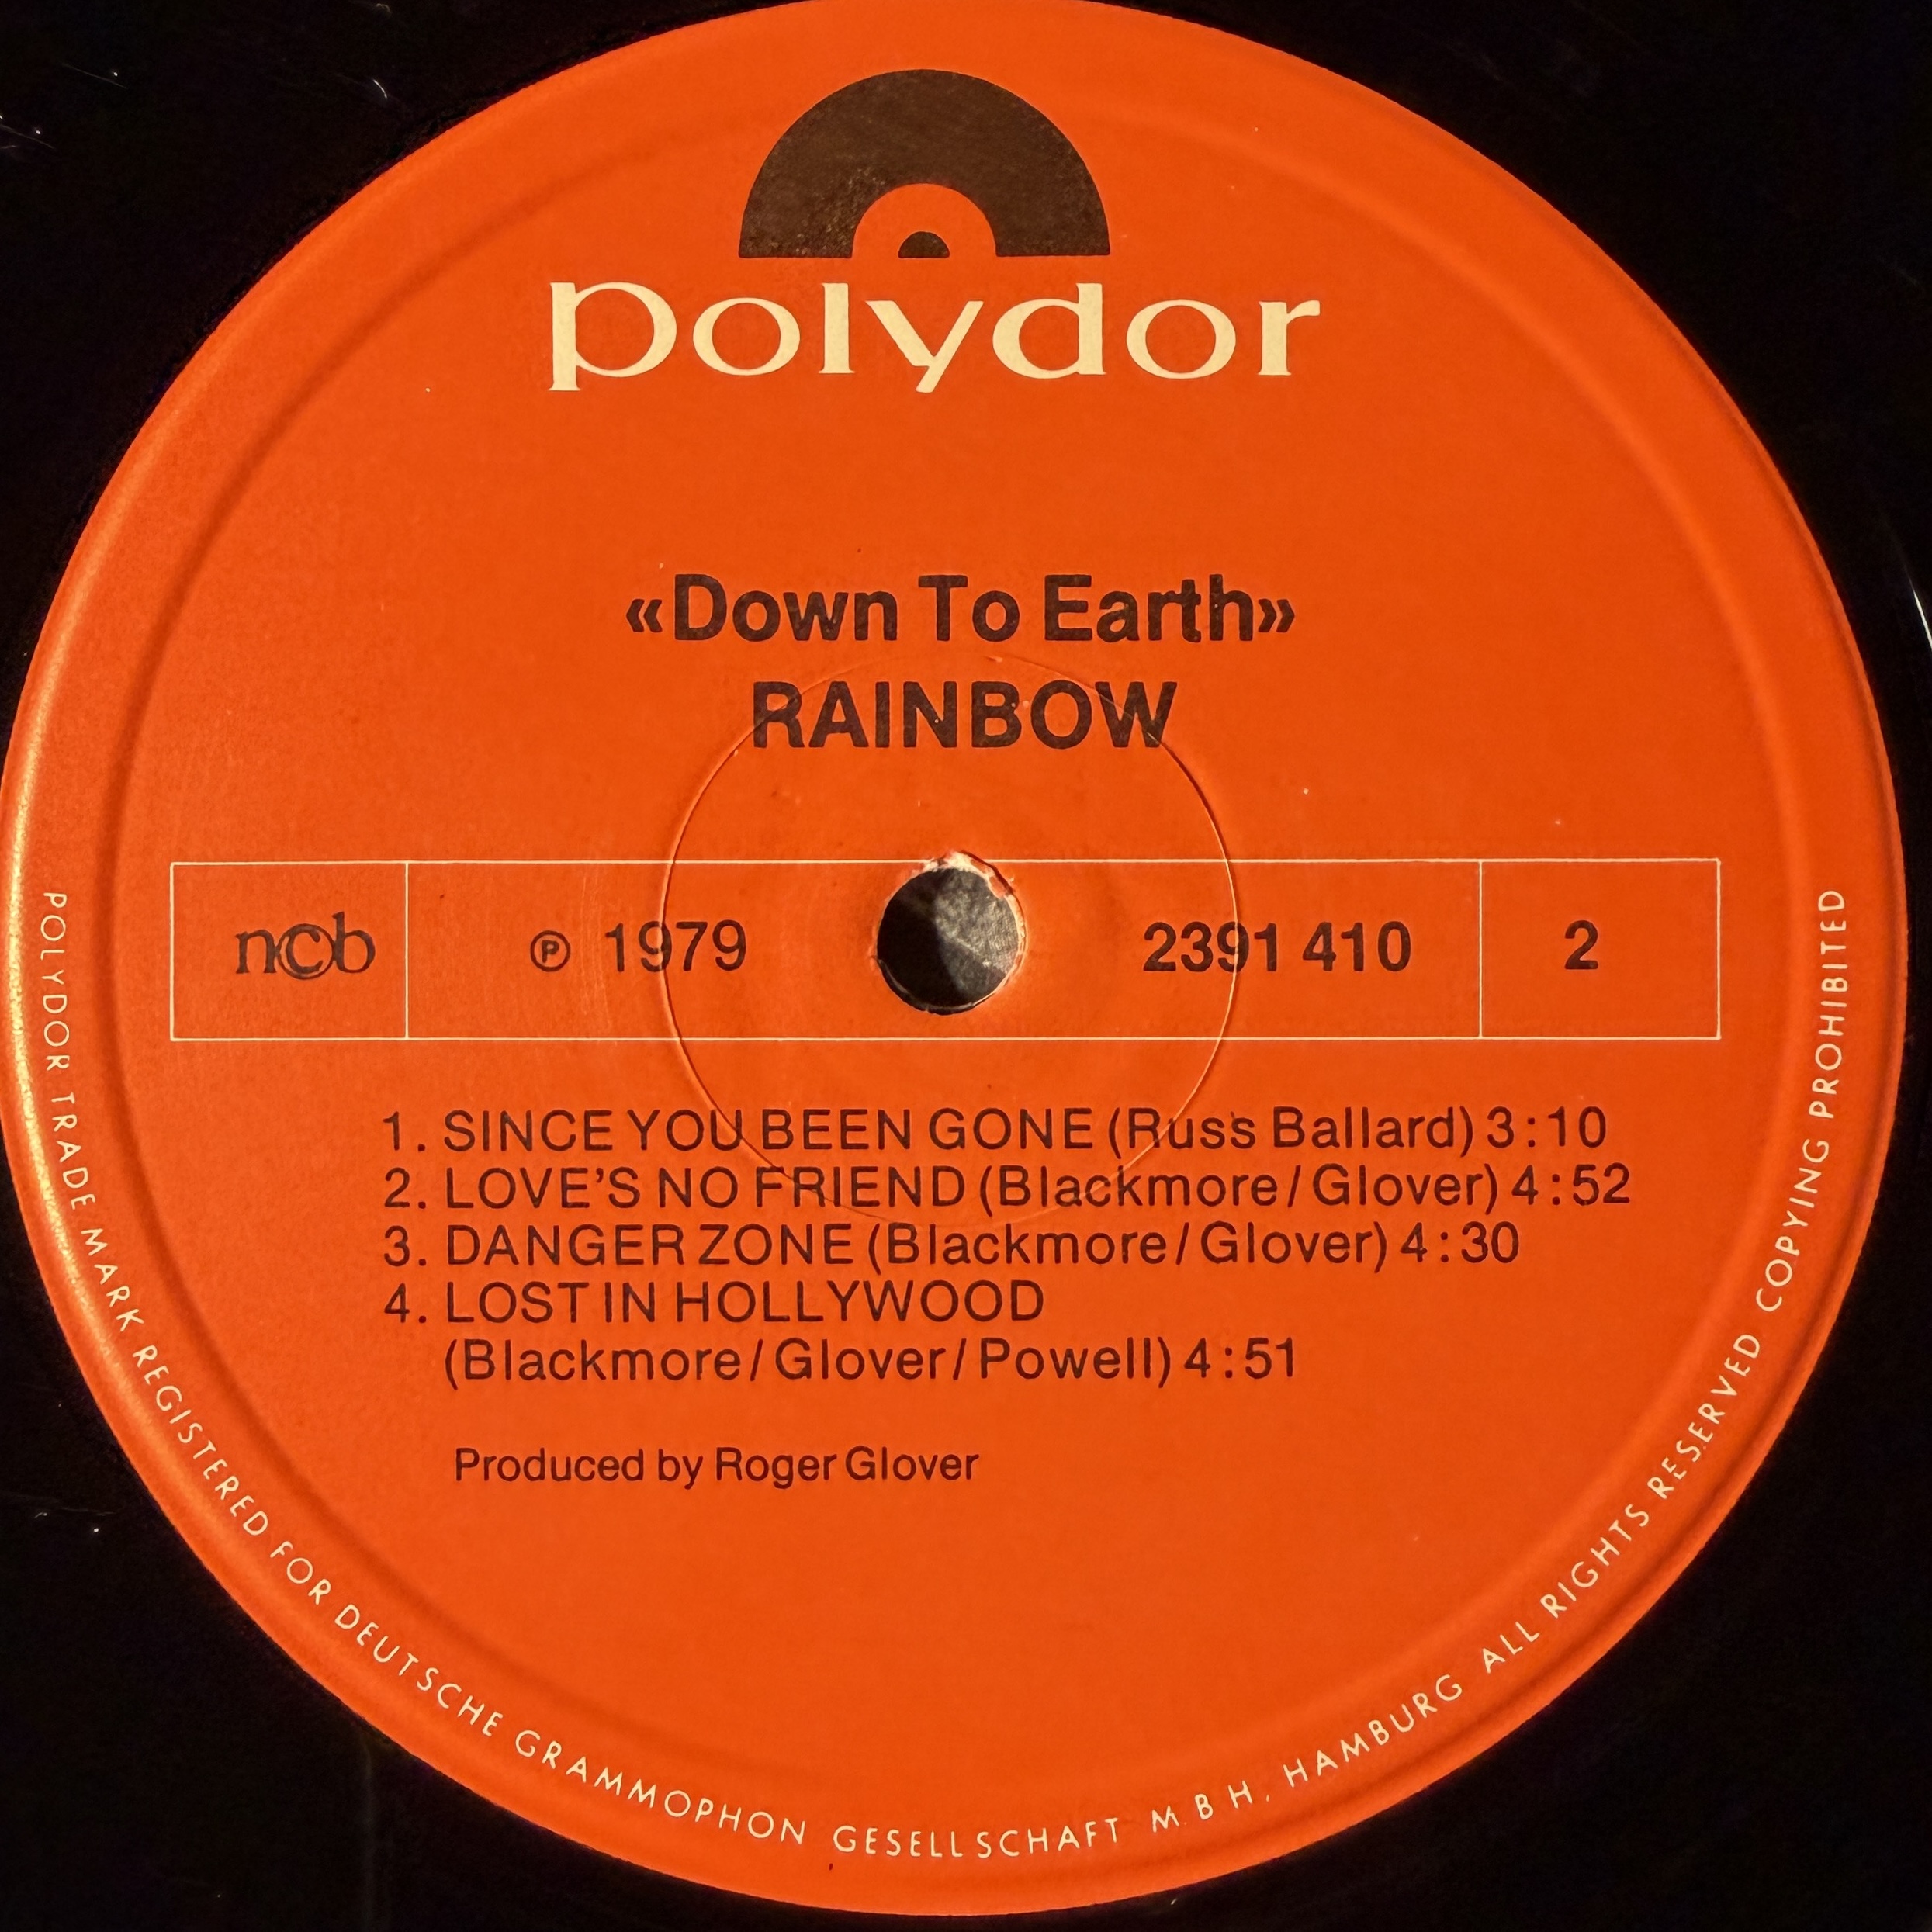 polydor
«Down To Earth»
RAINBOW
ncb
Ⓟ 1979
2391 410
2
1. SINCE YOU BEEN GONE (Russ Ballard) 3:10
2. LOVE'S NO FRIEND (Blackmore/Glover) 4:52
3. DANGER ZONE (Blackmore/Glover) 4:30
4. LOST IN HOLLYWOOD
(Blackmore/Glover/Powell) 4:51
Produced by Roger Glover
POLYDOR TRADE MARK REGISTERED FOR DEUTSCHE GRAMMOPHON GESELLSCHAFT M.B.H, HAMBURG ALL RIGHTS RESERVED COPYING PROHIBITED